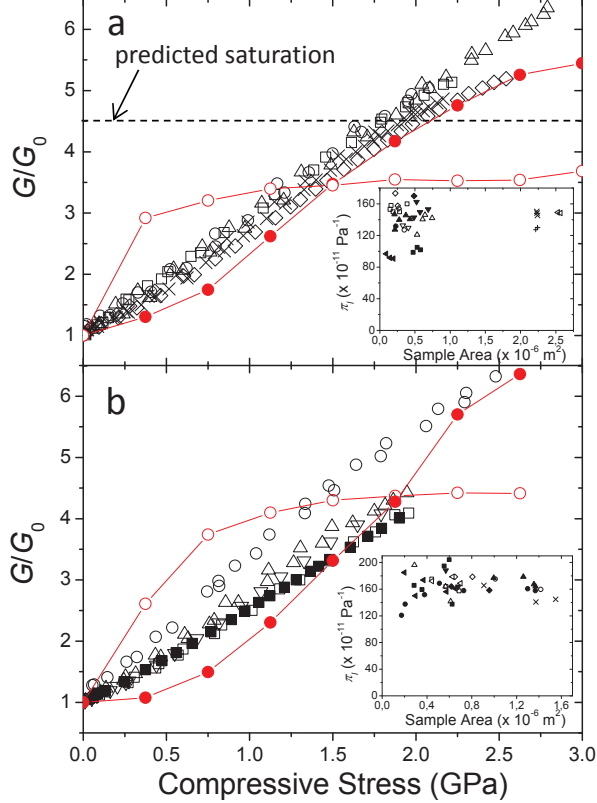 a
predicted saturation
G/G₀
6
5
4
3
2
1
πₗ (x 10⁻¹¹ Pa⁻¹)
160
120
80
40
0
0,0 0,5 1,0 1,5 2,0 2,5
Sample Area (x 10⁻⁶ m²)
b
G/G₀
6
5
4
3
2
1
πₗ (x 10⁻¹¹ Pa⁻¹)
200
160
120
80
40
0
0,0 0,4 0,8 1,2 1,6
Sample Area (x 10⁻⁶ m²)
0.0 0.5 1.0 1.5 2.0 2.5 3.0
Compressive Stress (GPa)